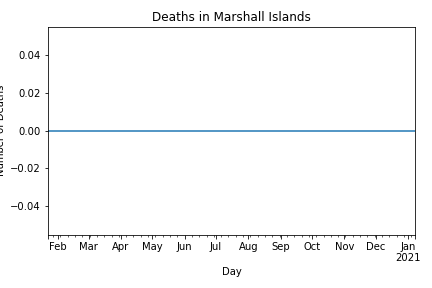 Deaths in Marshall Islands
Number of Deaths
0.04
0.02
0.00
−0.02
−0.04
Feb Mar Apr May Jun Jul Aug Sep Oct Nov Dec Jan
2021
Day